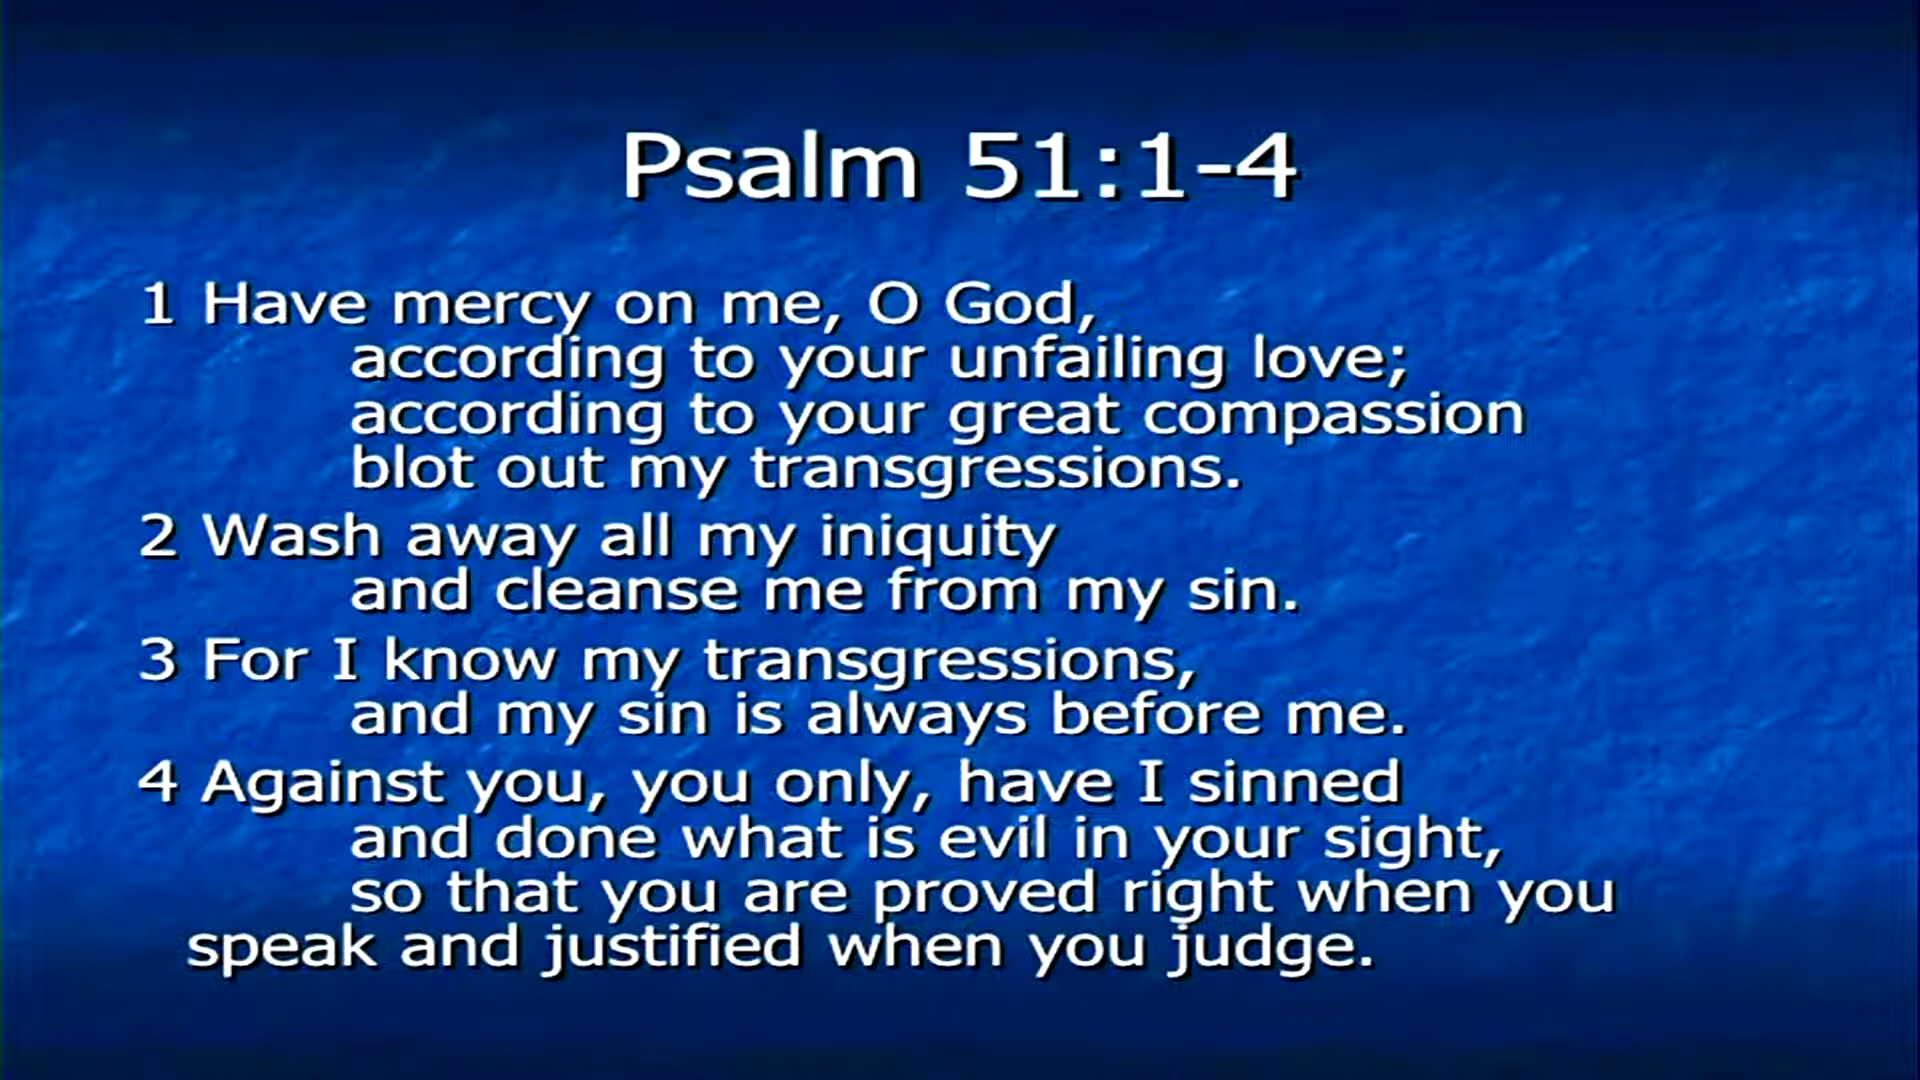 Psalm 51:1-4
1 Have mercy on me, O God,
according to your unfailing love;
according to your great compassion
blot out my transgressions.
2 Wash away all my iniquity
and cleanse me from my sin.
3 For I know my transgressions,
and my sin is always before me.
4 Against you, you only, have I sinned
and done what is evil in your sight,
so that you are proved right when you
speak and justified when you judge.